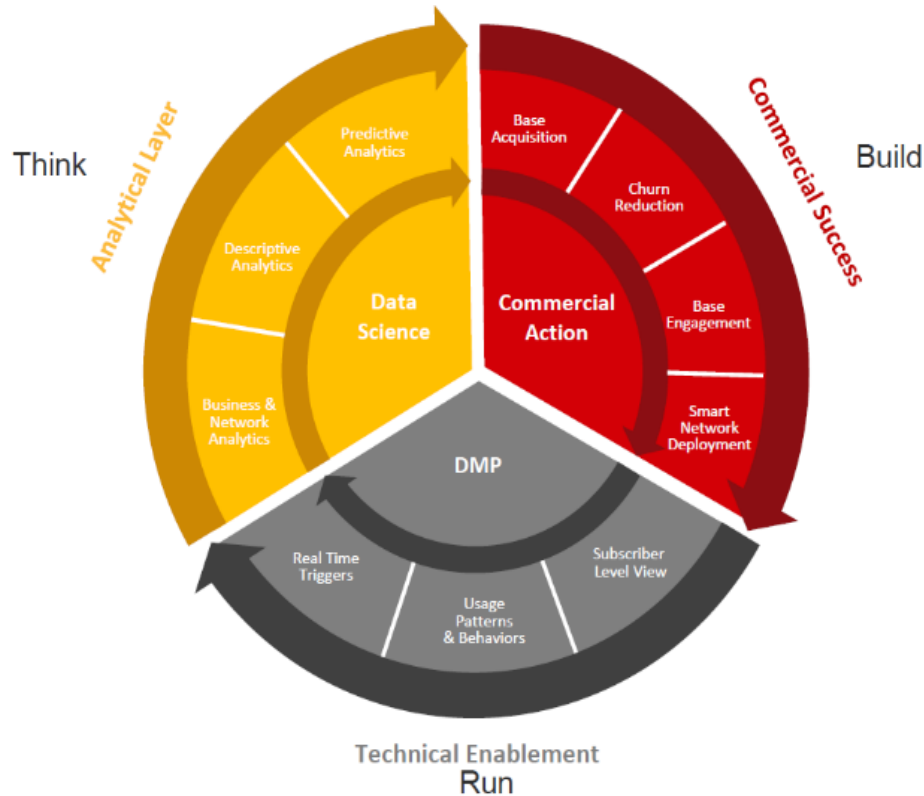 Think
Analytical Layer
Predictive
Analytics
Descriptive
Analytics
Business &
Network
Analytics
Data
Science
Build
Commercial Success
Base
Acquisition
Churn
Reduction
Base
Engagement
Smart
Network
Deployment
Commercial
Action
DMP
Real Time
Triggers
Usage
Patterns
& Behaviors
Subscriber
Level View
Technical Enablement
Run